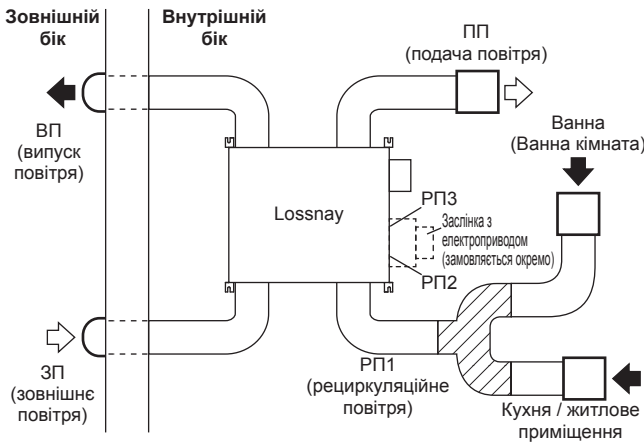 Зовнішній
бік
Внутрішній
бік
ПП
(подача повітря)
ВП
(випуск
повітря)
Ванна
(Ванна кімната)
Lossnay
РП3
Заслінка з
електроприводом
(замовляється окремо)
РП2
ЗП
(зовнішнє
повітря)
РП1
(рециркуляційне
повітря)
Кухня / житлове
приміщення